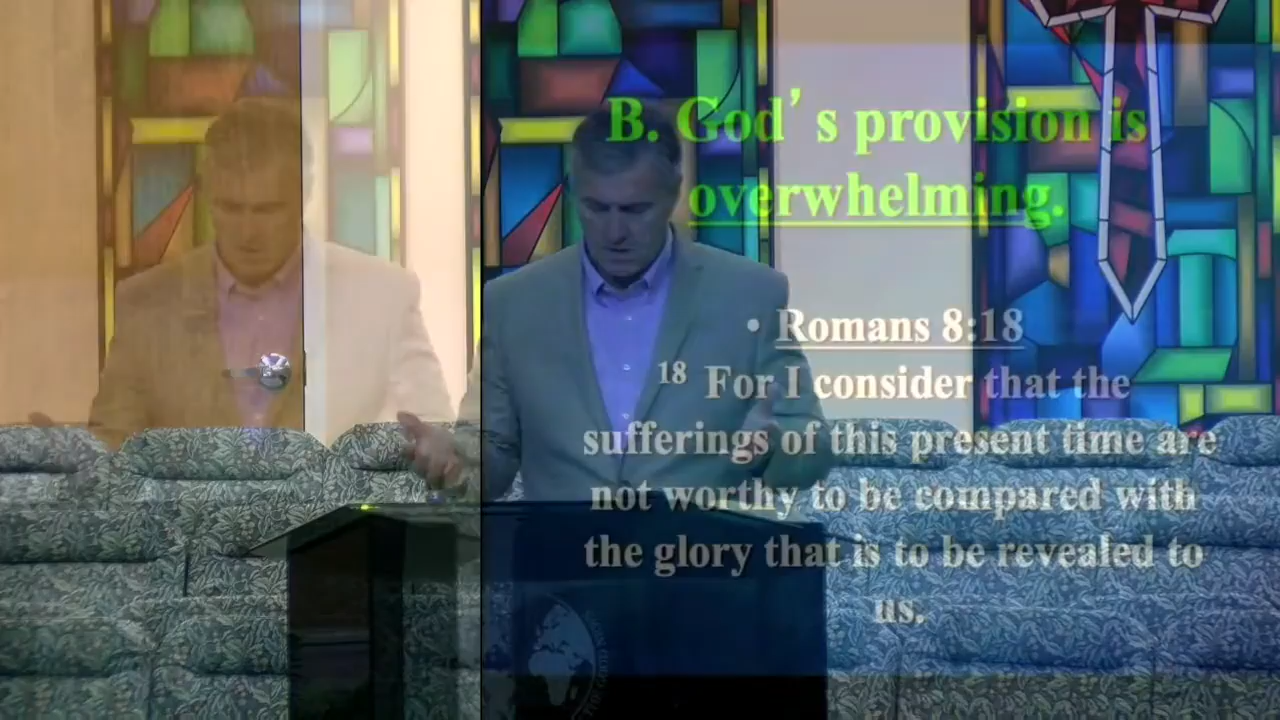 B. God’s provision is
overwhelming.
• Romans 8:18
18 For I consider that the
sufferings of this present time are
not worthy to be compared with
the glory that is to be revealed to
us.